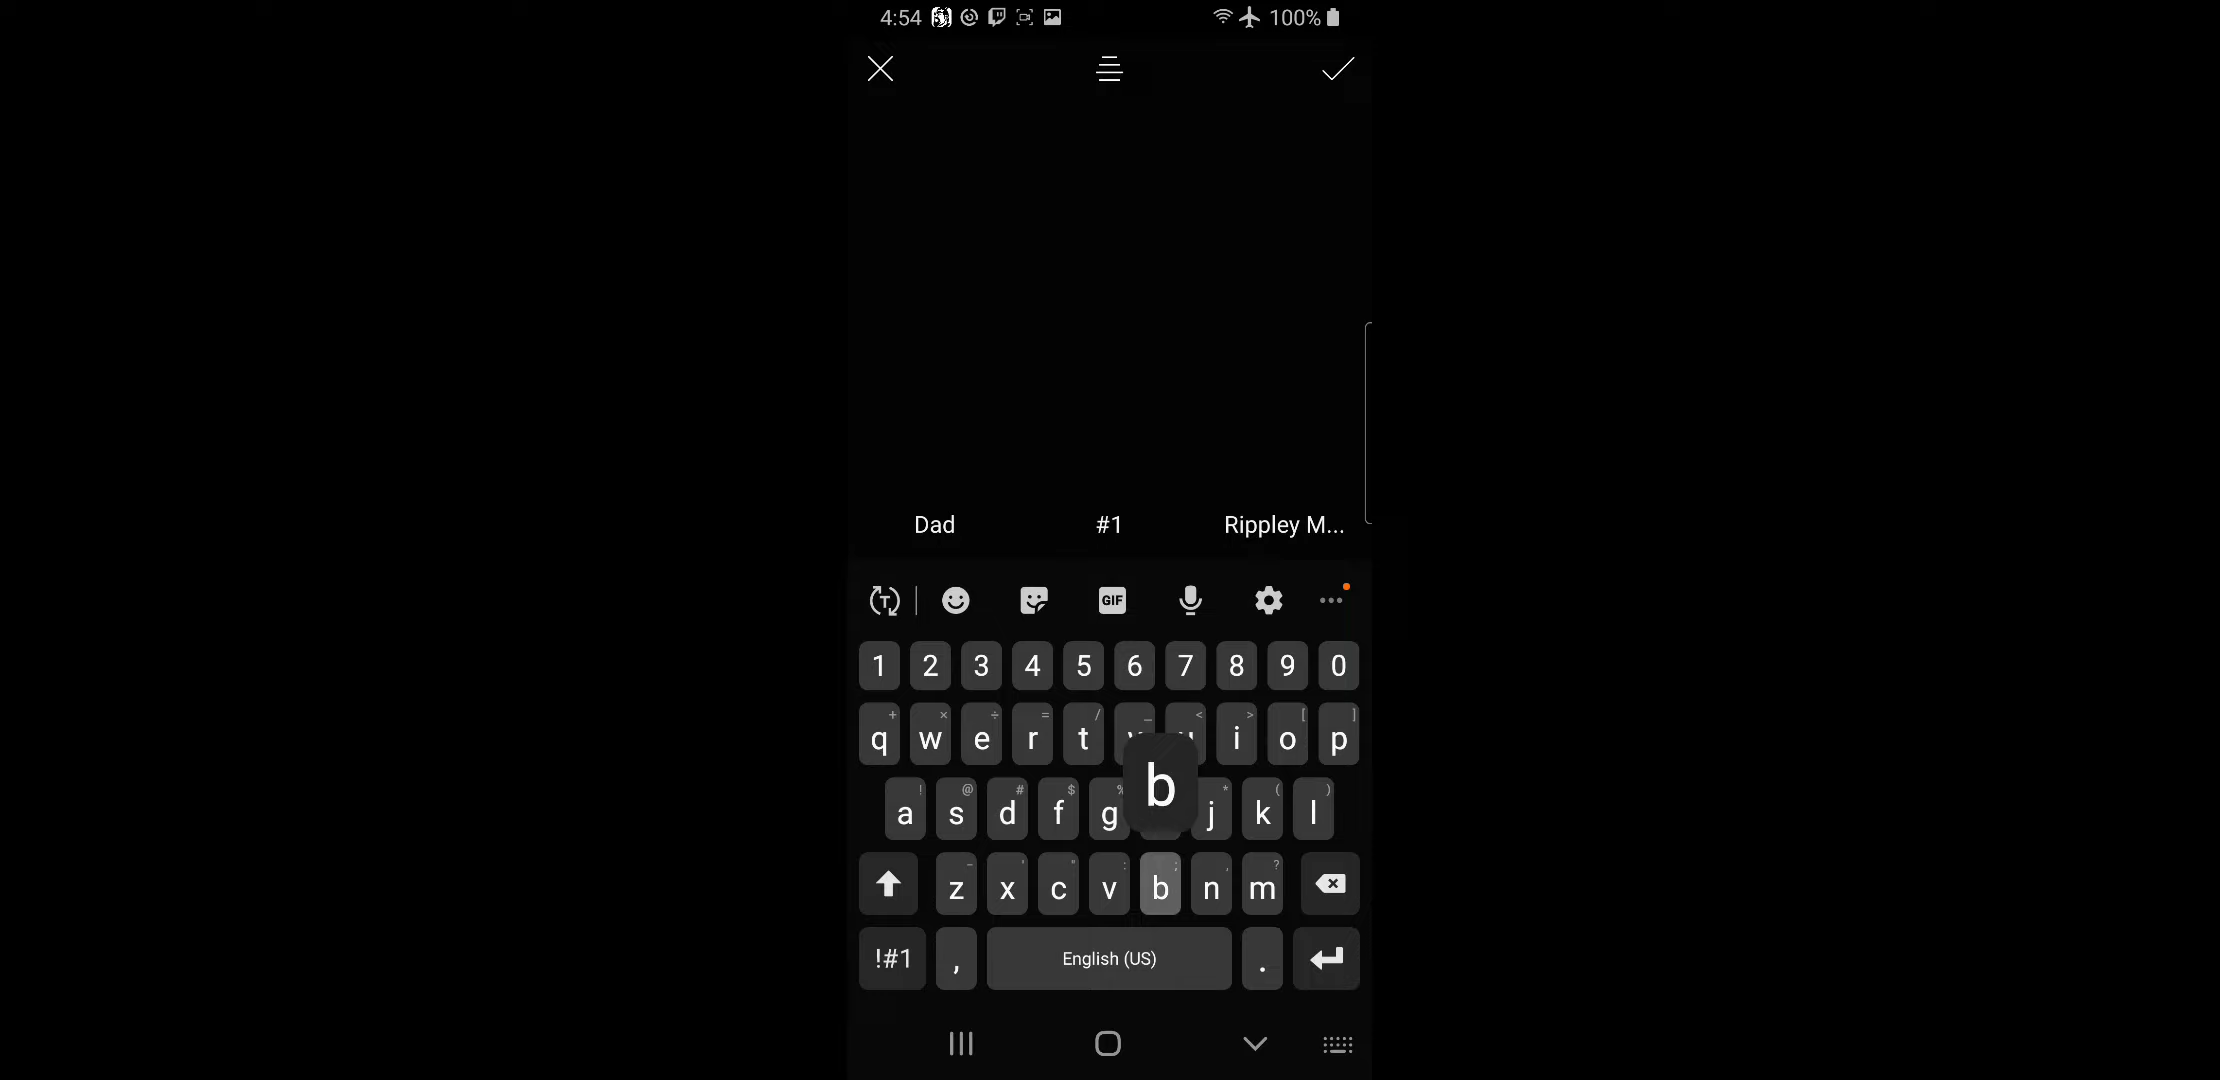 4:54 100%
Dad #1 Rippley M...
T GIF
1 2 3 4 5 6 7 8 9 0
+ × ÷ = / _ < > [ ]
q w e r t i o p
b
! @ # $ % * ( )
a s d f g j k l
- ' " : ; , ?
z x c v b n m
!#1 , English (US) .